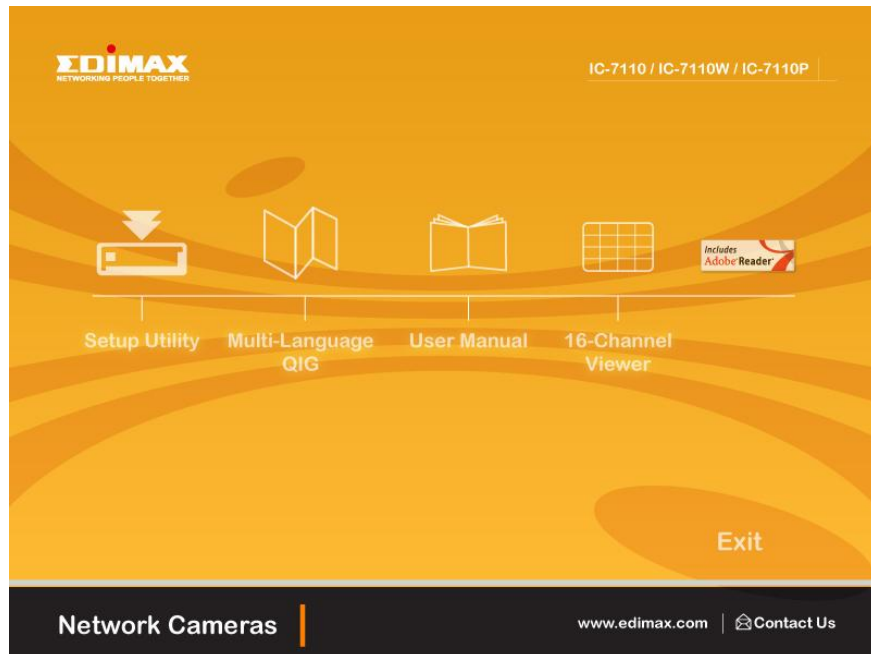 EDIMAX
NETWORKING PEOPLE TOGETHER
IC-7110 / IC-7110W / IC-7110P
Includes
Adobe Reader
Setup Utility
Multi-Language
QIG
User Manual
16-Channel
Viewer
Exit
Network Cameras
www.edimax.com
Contact Us